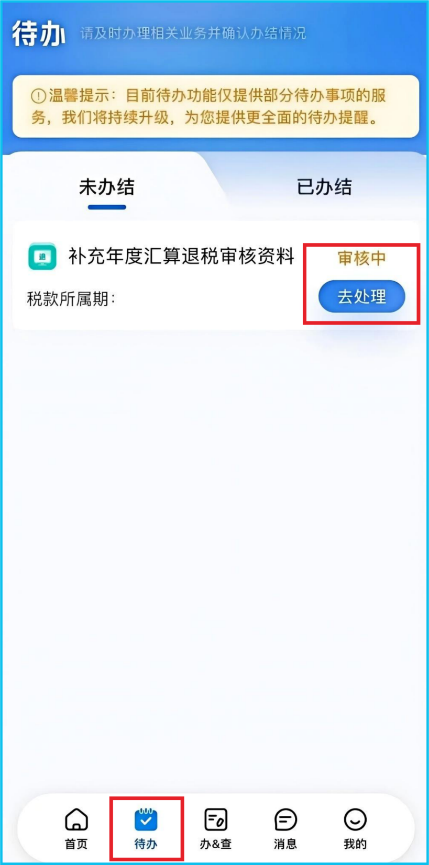 待办 请及时办理相关业务并确认办结情况
温馨提示：目前待办功能仅提供部分待办事项的服
务，我们将持续升级，为您提供更全面的待办提醒。
未办结 已办结
退 补充年度汇算退税审核资料 审核中
税款所属期： 去处理
首页 待办 办&查 消息 我的